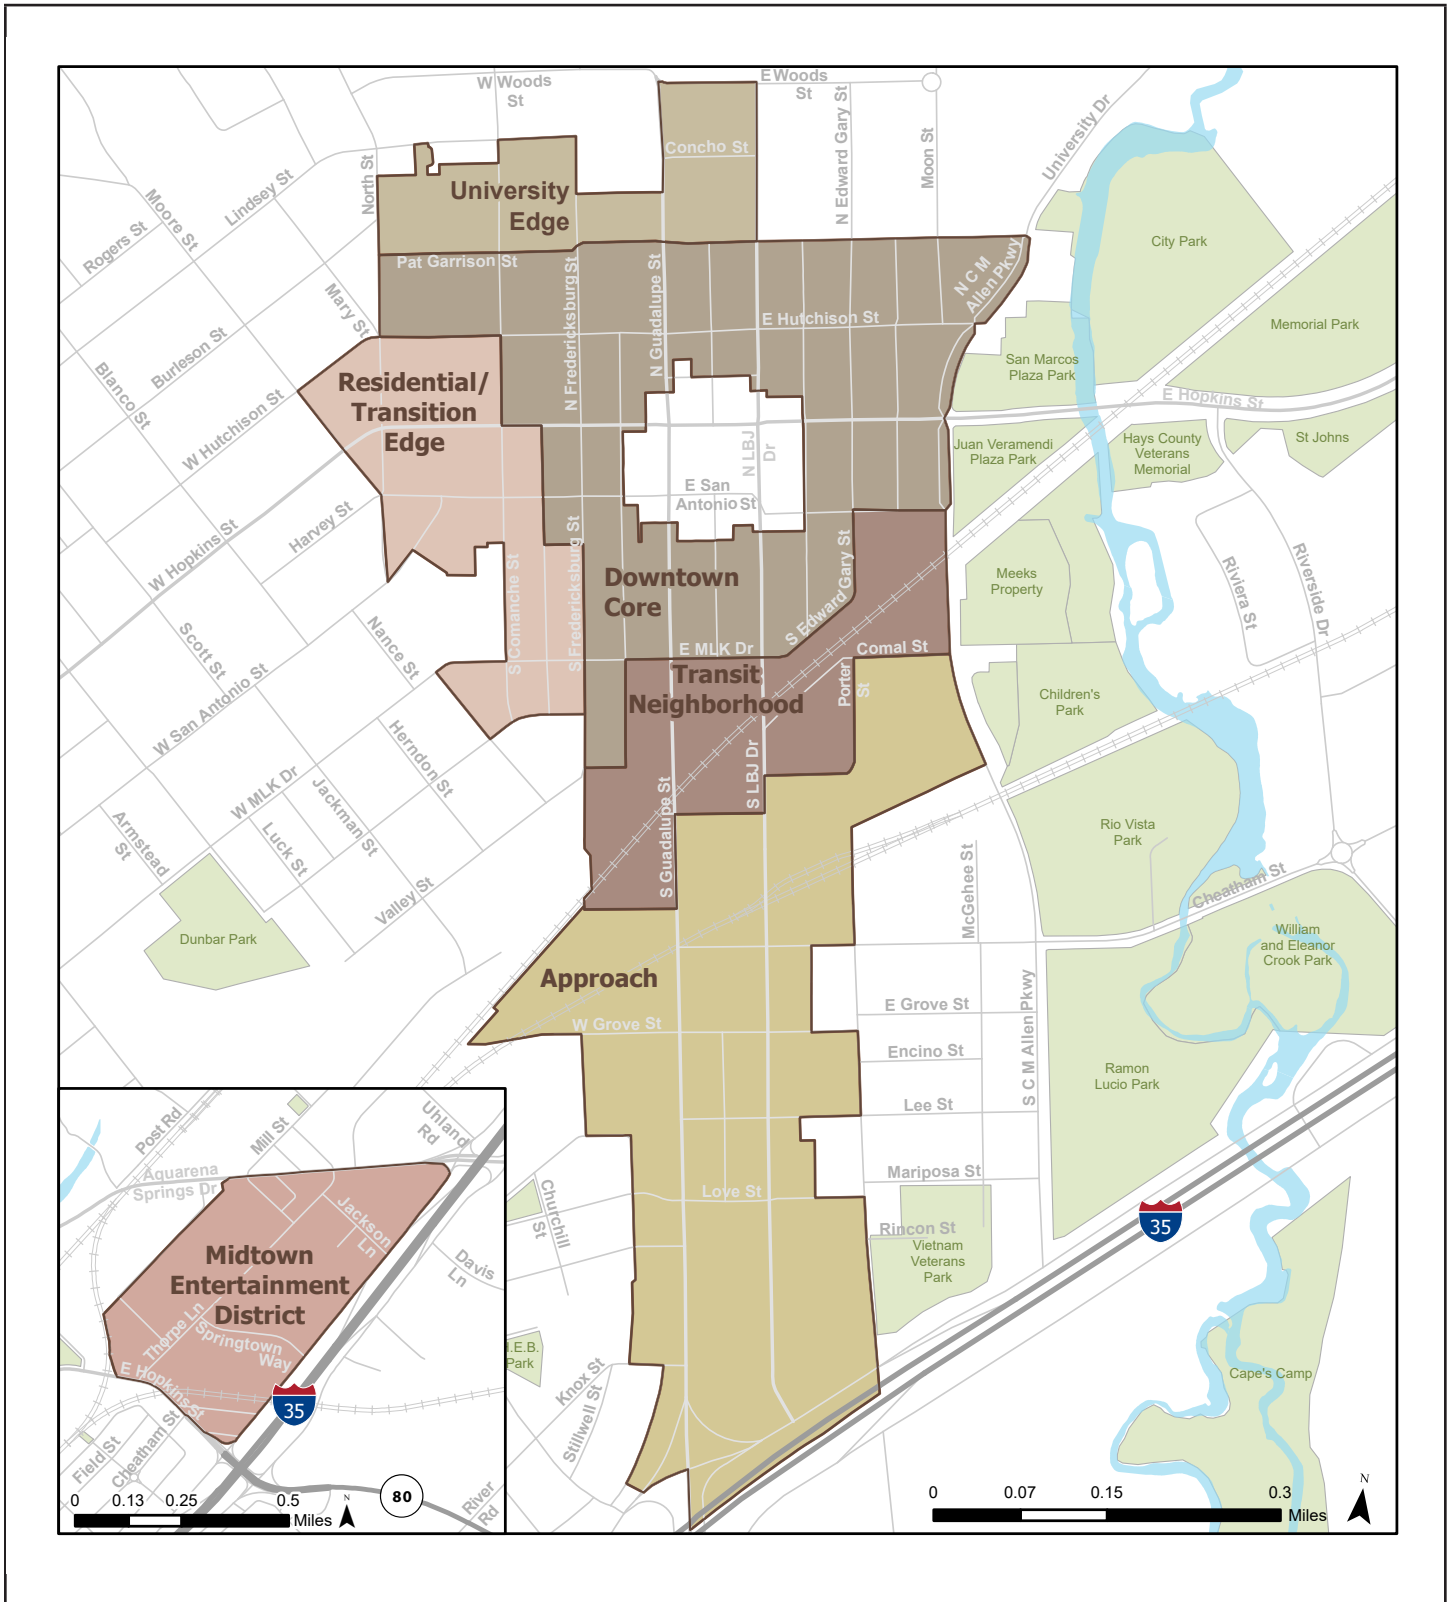 W Woods
St
E Woods
St
Concho St
N Edward Gary St
Moon St
University Dr
North St
Lindsey St
Moore St
Rogers St
University
Edge
City Park
Pat Garrison St
N Fredericksburg St
N Guadalupe St
N C M
Allen Pkwy
Mary St
E Hutchison St
Memorial Park
Burleson St
San Marcos
Plaza Park
Blanco St
Residential/
Transition
Edge
E Hopkins St
W Hutchison St
N LBJ
Dr
Juan Veramendi
Plaza Park
Hays County
Veterans
Memorial
St Johns
E San
Antonio St
Harvey St
W Hopkins St
S Comanche St
S Fredericksburg St
S Edward Gary St
Downtown
Core
Meeks
Property
Riviera St
Riverside Dr
Scott St
Nance St
E MLK Dr
Comal St
Transit
Neighborhood
Porter
St
Children's
Park
W San Antonio St
Herndon St
W MLK Dr
Jackman St
S Guadalupe St
S LBJ Dr
Armstead
St
Luck St
Rio Vista
Park
Valley St
McGehee St
Cheatham St
Dunbar Park
William
and Eleanor
Crook Park
Approach
S C M Allen Pkwy
E Grove St
W Grove St
Encino St
Ramon
Lucio Park
Lee St
Mariposa St
Love St
Churchill
St
Rincon St
Vietnam
Veterans
Park
35
Davis
Ln
.E.B.
Park
Knox St
Stillwell St
Cape's Camp
River
Rd
Post Rd
Mill St
Uhland
Rd
Aquarena
Springs Dr
Jackson
Ln
Midtown
Entertainment
District
Thorpe Ln
Springtown
Way
E Hopkins St
35
Field St
Cheatham St
80
0 0.13 0.25 0.5
Miles
N
0 0.07 0.15 0.3
Miles
N